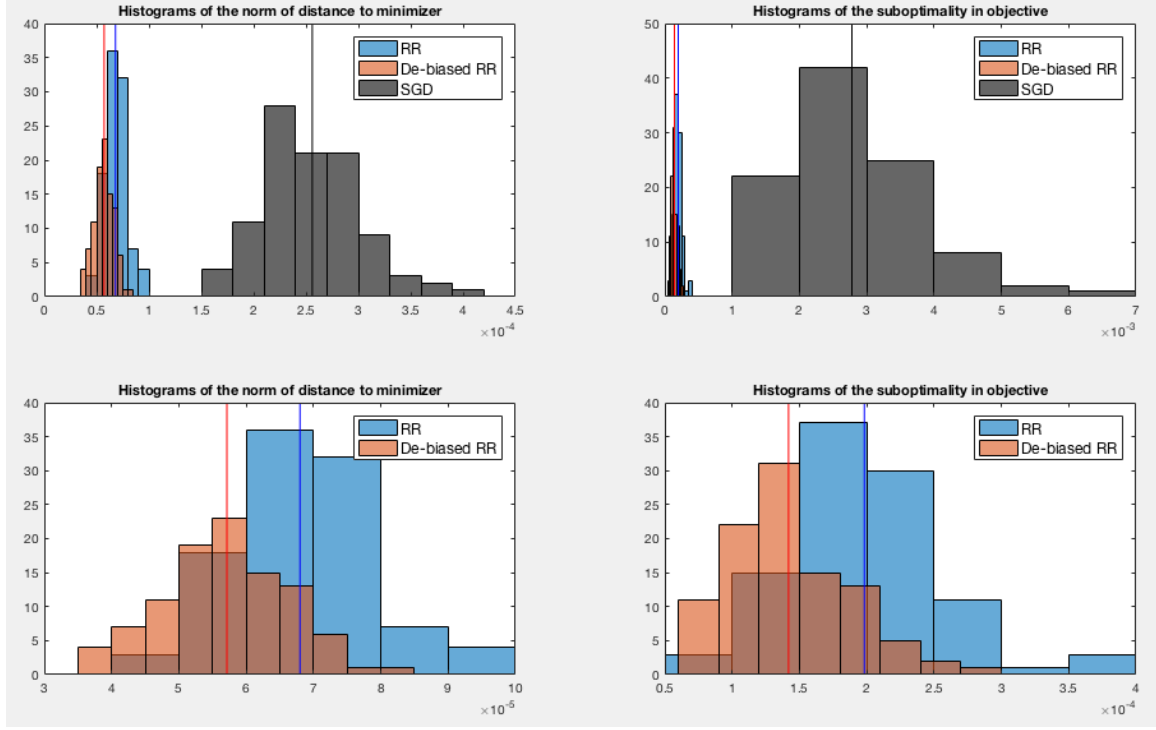 Histograms of the norm of distance to minimizer
40
35
30
25
20
15
10
5
0
RR
De-biased RR
SGD
0 0.5 1 1.5 2 2.5 3 3.5 4 4.5
×10⁻⁴
Histograms of the suboptimality in objective
50
40
30
20
10
0
RR
De-biased RR
SGD
0 1 2 3 4 5 6 7
×10⁻³
Histograms of the norm of distance to minimizer
40
35
30
25
20
15
10
5
0
RR
De-biased RR
3 4 5 6 7 8 9 10
×10⁻⁵
Histograms of the suboptimality in objective
40
35
30
25
20
15
10
5
0
RR
De-biased RR
0.5 1 1.5 2 2.5 3 3.5 4
×10⁻⁴